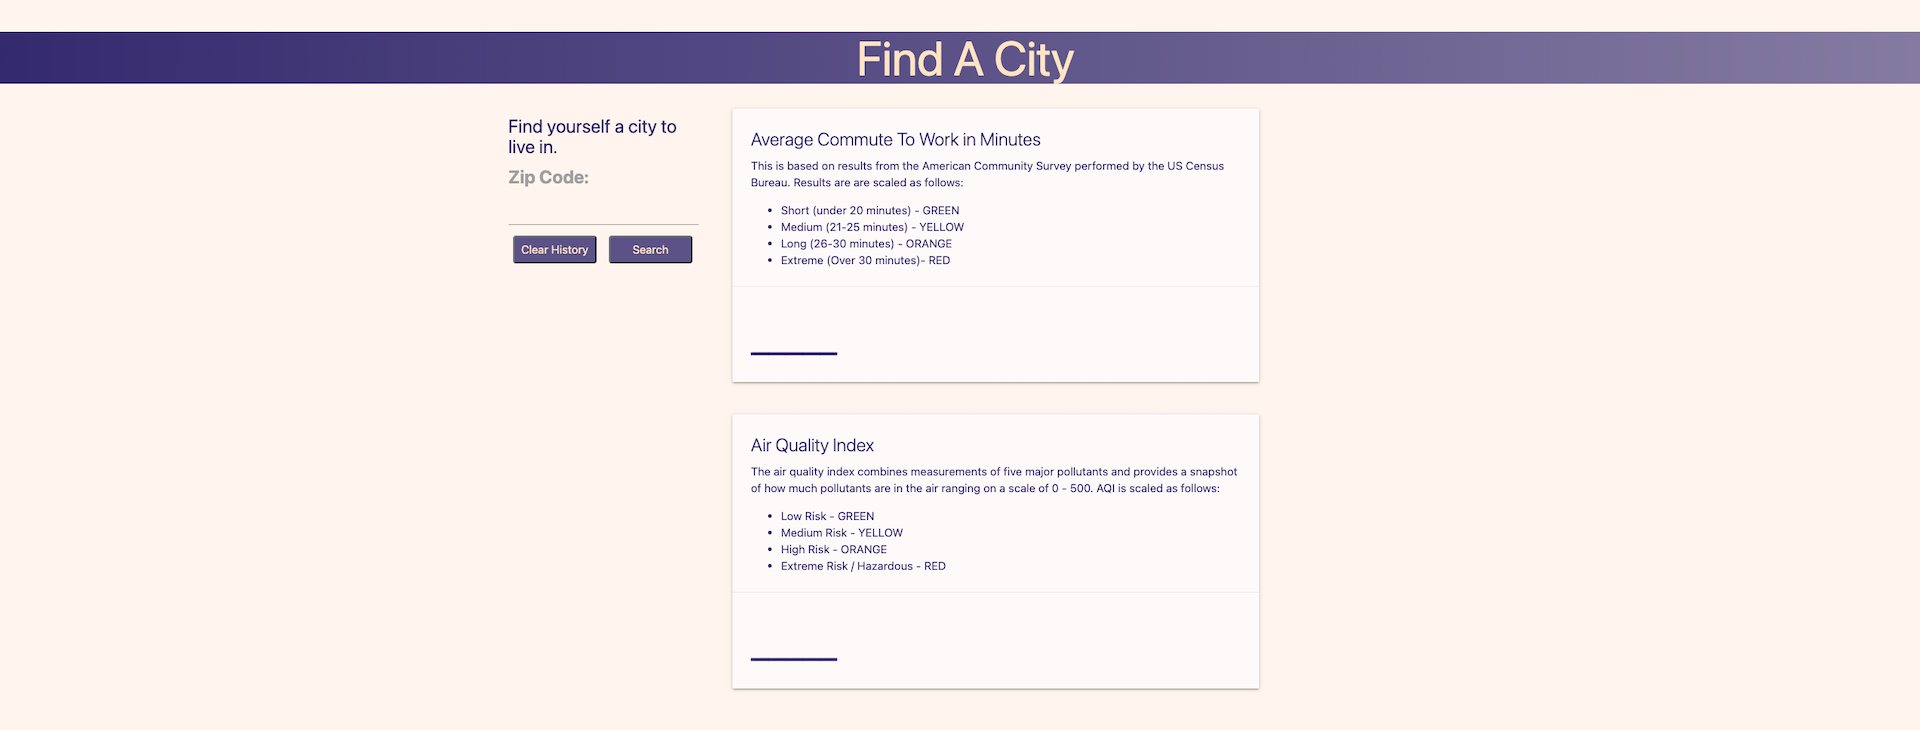 Find A City
Find yourself a city to
live in.
Zip Code:
Clear History
Search
Average Commute To Work in Minutes
This is based on results from the American Community Survey performed by the US Census
Bureau. Results are are scaled as follows:
• Short (under 20 minutes) - GREEN
• Medium (21-25 minutes) - YELLOW
• Long (26-30 minutes) - ORANGE
• Extreme (Over 30 minutes)- RED
Air Quality Index
The air quality index combines measurements of five major pollutants and provides a snapshot
of how much pollutants are in the air ranging on a scale of 0 - 500. AQI is scaled as follows:
• Low Risk - GREEN
• Medium Risk - YELLOW
• High Risk - ORANGE
• Extreme Risk / Hazardous - RED